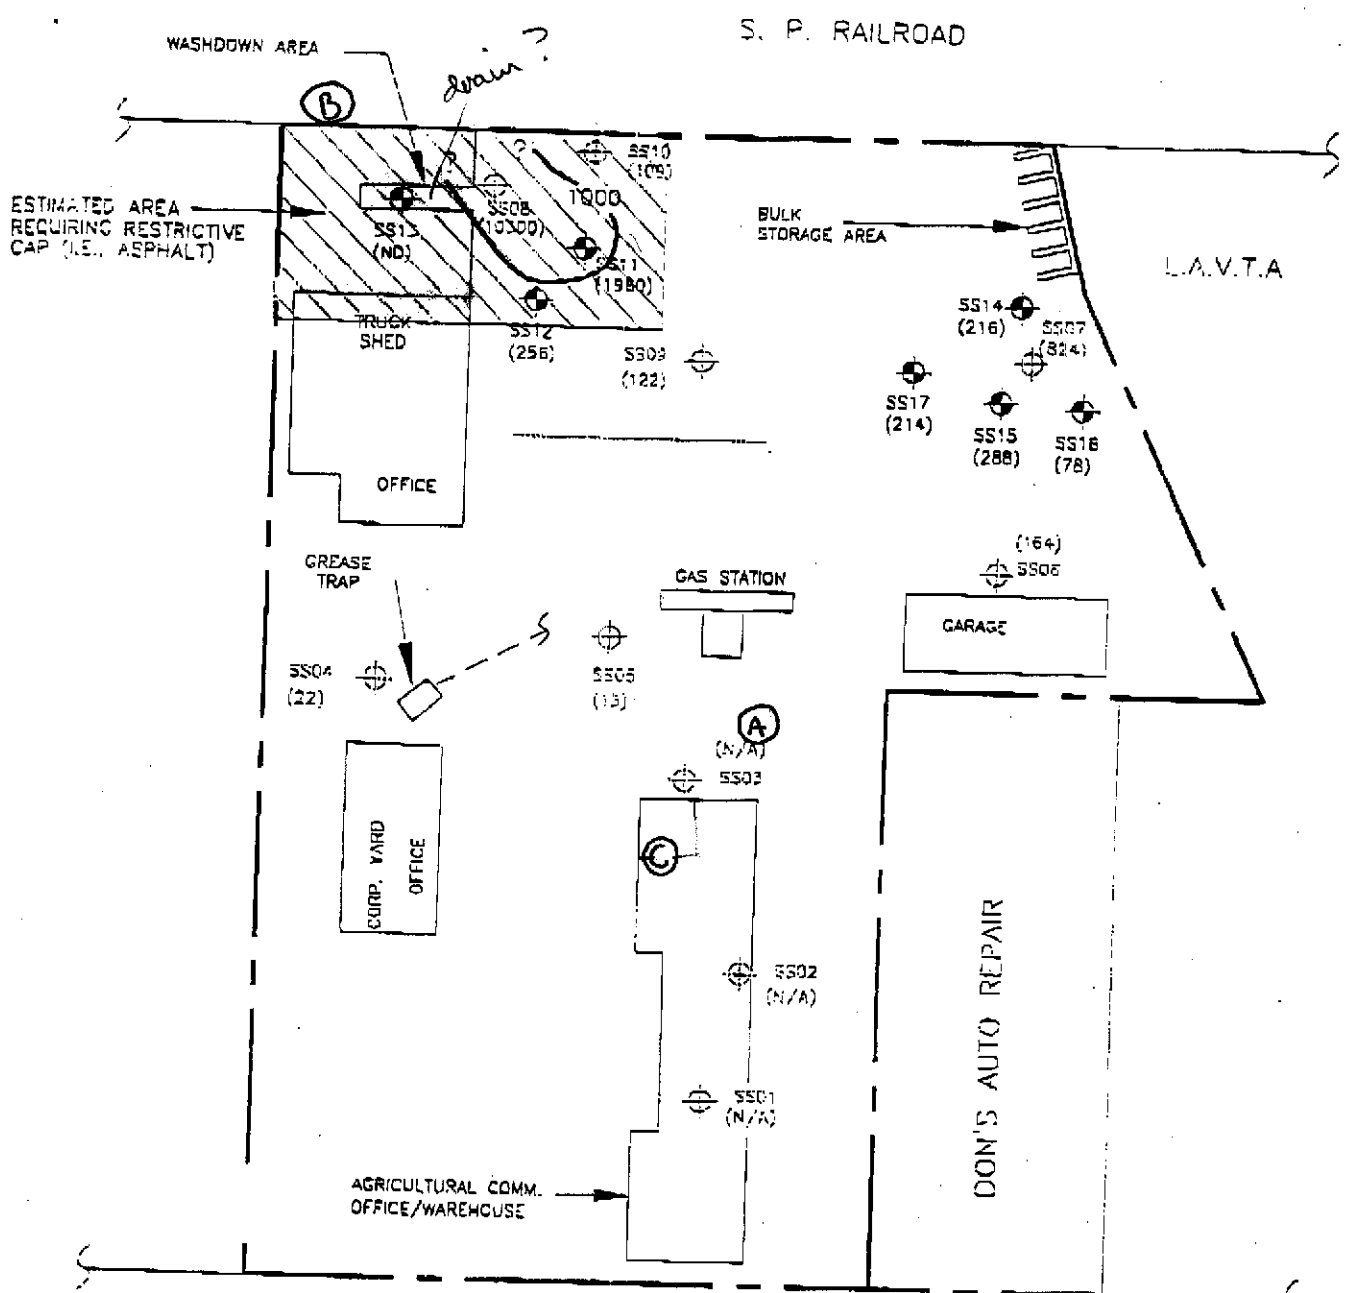 S. P. RAILROAD
WASHDOWN AREA
drain?
B
?
?
SS10
(109)
1000
SS08
(10300)
ESTIMATED AREA
REQUIRING RESTRICTIVE
CAP (I.E., ASPHALT)
SS13
(ND)
BULK
STORAGE AREA
L.A.V.T.A
SS11
(1980)
SS14
(216)
SS07
(824)
TRUCK
SHED
SS12
(256)
SS09
(122)
SS17
(214)
SS15
(288)
SS16
(78)
OFFICE
(164)
SS06
GREASE
TRAP
GAS STATION
GARAGE
SS04
(22)
SS05
(13)
A
(N/A)
SS03
CORP. YARD
OFFICE
C
SS02
(N/A)
SS01
(N/A)
DON'S AUTO REPAIR
AGRICULTURAL COMM.
OFFICE/WAREHOUSE